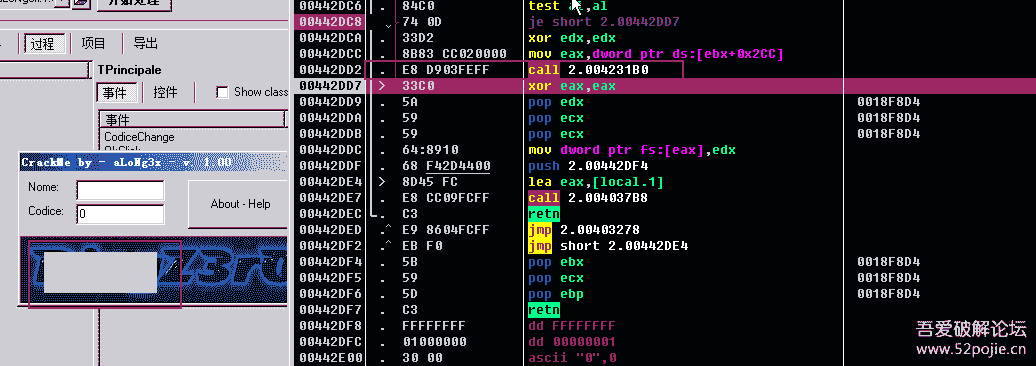 开始处理
过程 项目 导出
TPrincipale
事件 控件 Show class
事件
CodiceChange
CrackMe by - aLoNg3x - v. 1.00
Nome:
Codice: 0
About - Help
00442DC6 . 84C0 test al,al
00442DC8 . 74 0D je short 2.00442DD7
00442DCA . 33D2 xor edx,edx
00442DCC . 8B83 CC020000 mov eax,dword ptr ds:[ebx+0x2CC]
00442DD2 . E8 D903FEFF call 2.004231B0
00442DD7 > 33C0 xor eax,eax
00442DD9 . 5A pop edx 0018F8D4
00442DDA . 59 pop ecx 0018F8D4
00442DDB . 59 pop ecx 0018F8D4
00442DDC . 64:8910 mov dword ptr fs:[eax],edx
00442DDF . 68 F42D4400 push 2.00442DF4
00442DE4 > 8D45 FC lea eax,[local.1]
00442DE7 . E8 CC09FCFF call 2.004037B8
00442DEC . C3 retn
00442DED .^ E9 8604FCFF jmp 2.00403278
00442DF2 .^ EB F0 jmp short 2.00442DE4
00442DF4 . 5B pop ebx 0018F8D4
00442DF5 . 59 pop ecx 0018F8D4
00442DF6 . 5D pop ebp 0018F8D4
00442DF7 . C3 retn
00442DF8 . FFFFFFFF dd FFFFFFFF
00442DFC . 01000000 dd 00000001
00442E00 . 30 00 ascii "0",0
吾爱破解论坛
www.52pojie.cn